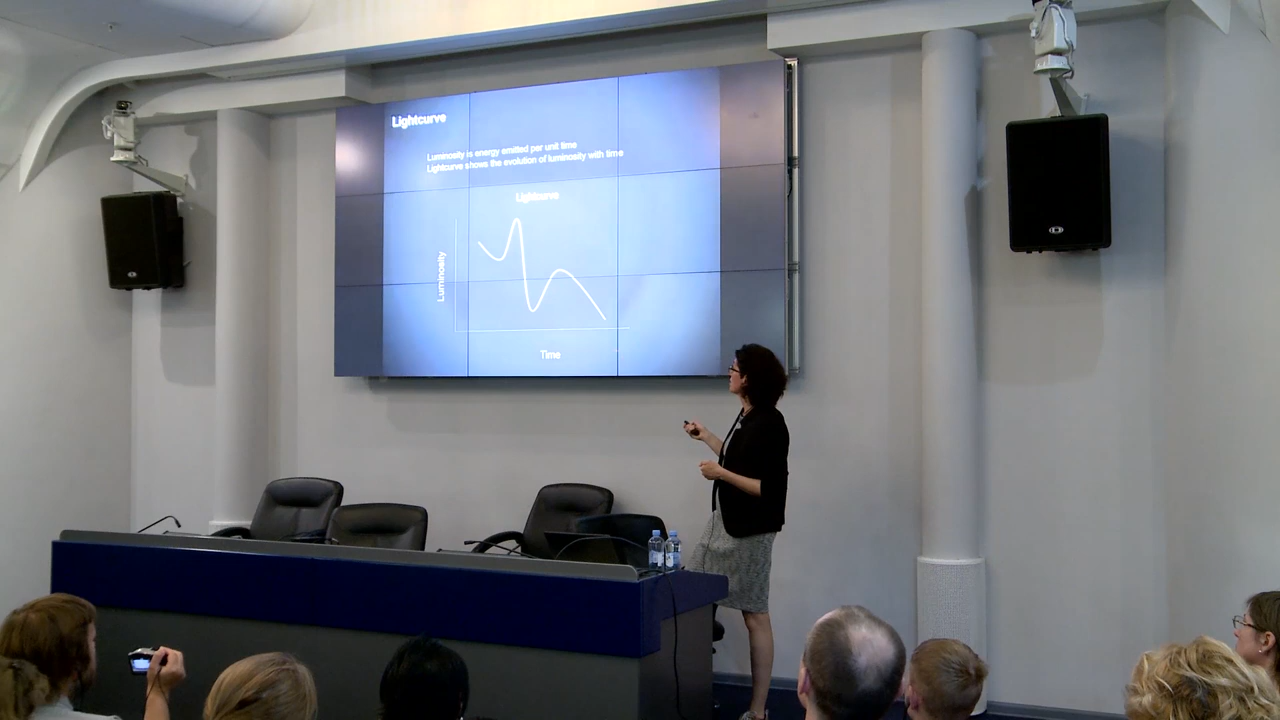 Lightcurve
Luminosity is energy emitted per unit time
Lightcurve shows the evolution of luminosity with time
Lightcurve
Luminosity
Time